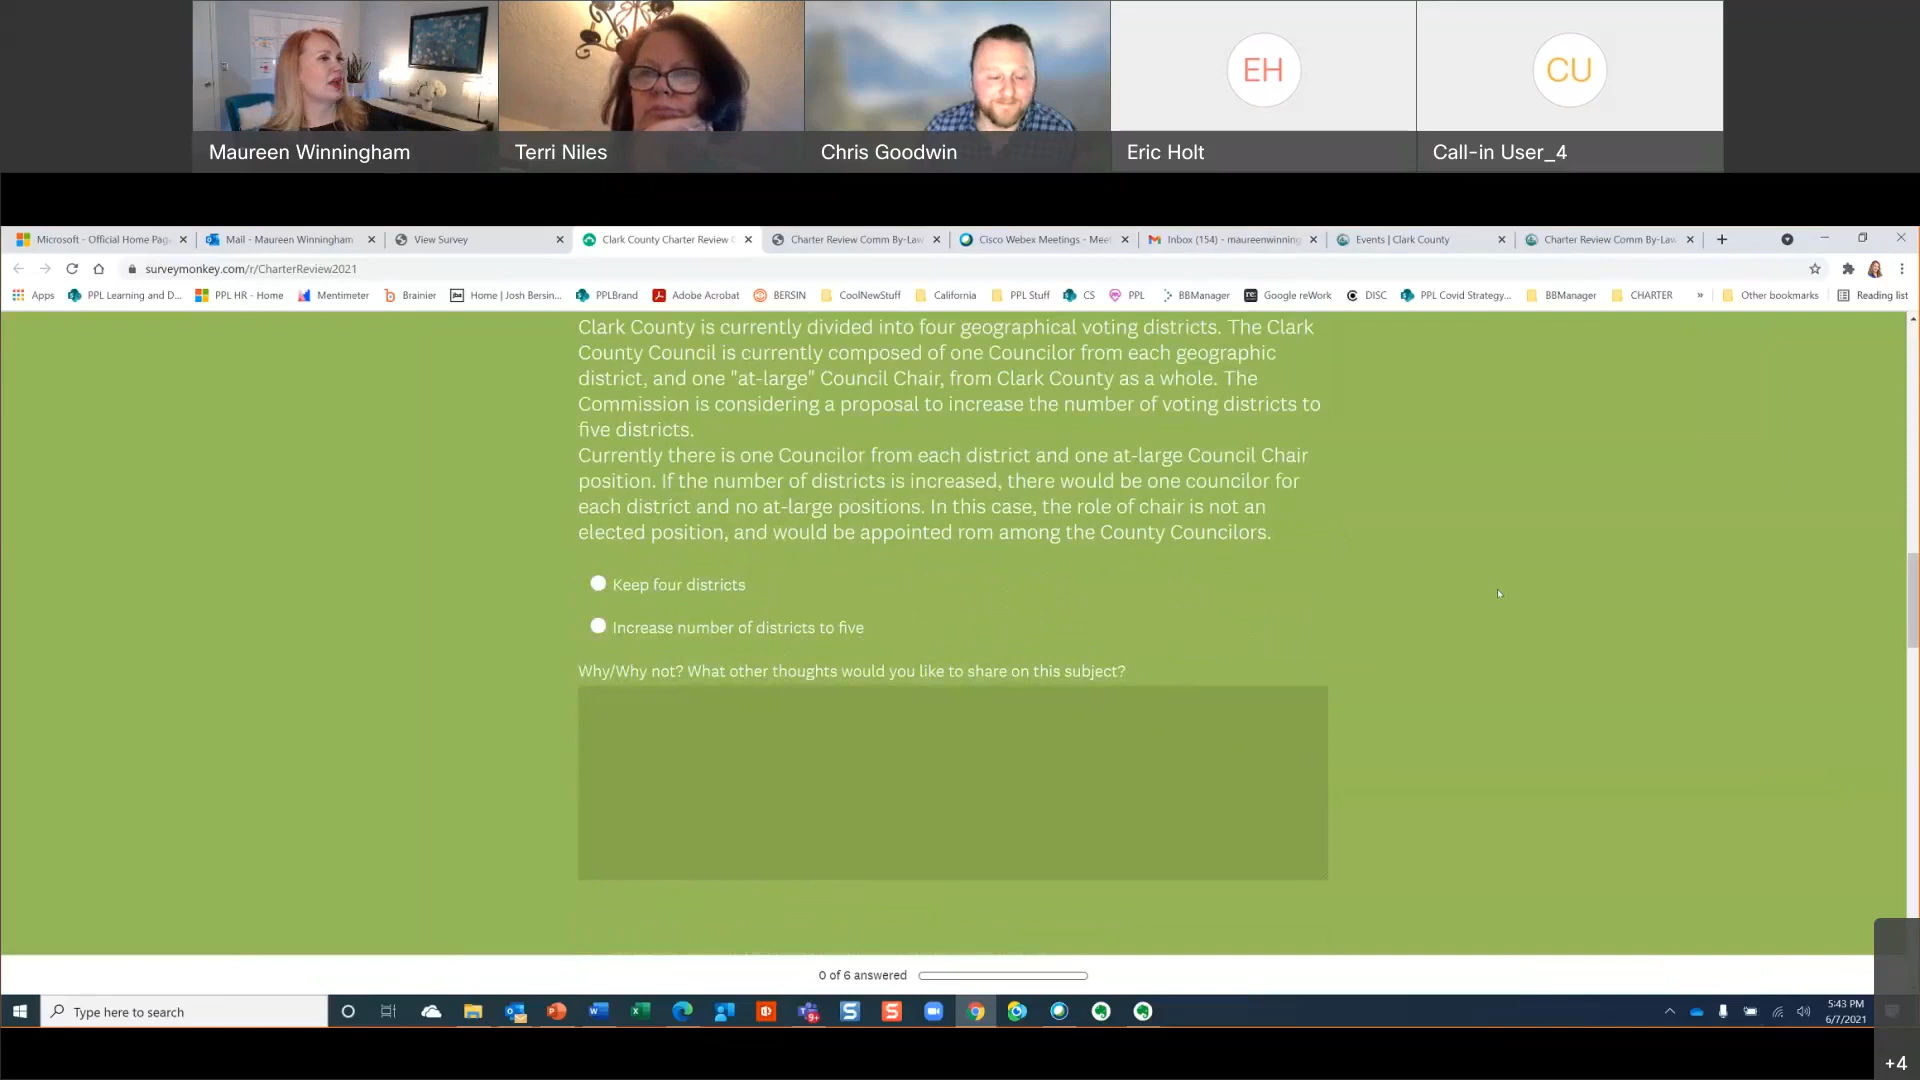 EH
CU
Maureen Winningham
Terri Niles
Chris Goodwin
Eric Holt
Call-in User_4
Microsoft - Official Home Pag
Mail - Maureen Winningham
View Survey
Clark County Charter Review
Charter Review Comm By-Law
Cisco Webex Meetings - Meet
Inbox (154) - maureenwinning
Events | Clark County
Charter Review Comm By-Law
surveymonkey.com/r/CharterReview2021
Apps
PPL Learning and D...
PPL HR - Home
Mentimeter
Brainier
Home | Josh Bersin...
PPLBrand
Adobe Acrobat
BERSIN
CoolNewStuff
California
PPL Stuff
CS
PPL
BBManager
Google reWork
DISC
PPL Covid Strategy...
BBManager
CHARTER
»
Other bookmarks
Reading list
Clark County is currently divided into four geographical voting districts. The Clark
County Council is currently composed of one Councilor from each geographic
district, and one "at-large" Council Chair, from Clark County as a whole. The
Commission is considering a proposal to increase the number of voting districts to
five districts.
Currently there is one Councilor from each district and one at-large Council Chair
position. If the number of districts is increased, there would be one councilor for
each district and no at-large positions. In this case, the role of chair is not an
elected position, and would be appointed rom among the County Councilors.
Keep four districts
Increase number of districts to five
Why/Why not? What other thoughts would you like to share on this subject?
0 of 6 answered
Type here to search
9+
5:43 PM
6/7/2021
+4